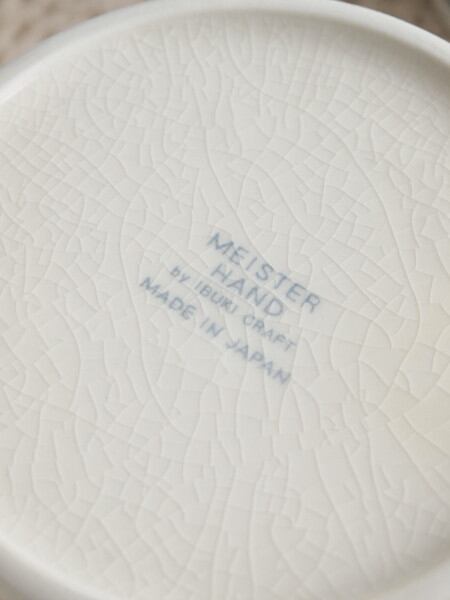 MEISTER
HAND
by IBUKI CRAFT
MADE IN JAPAN